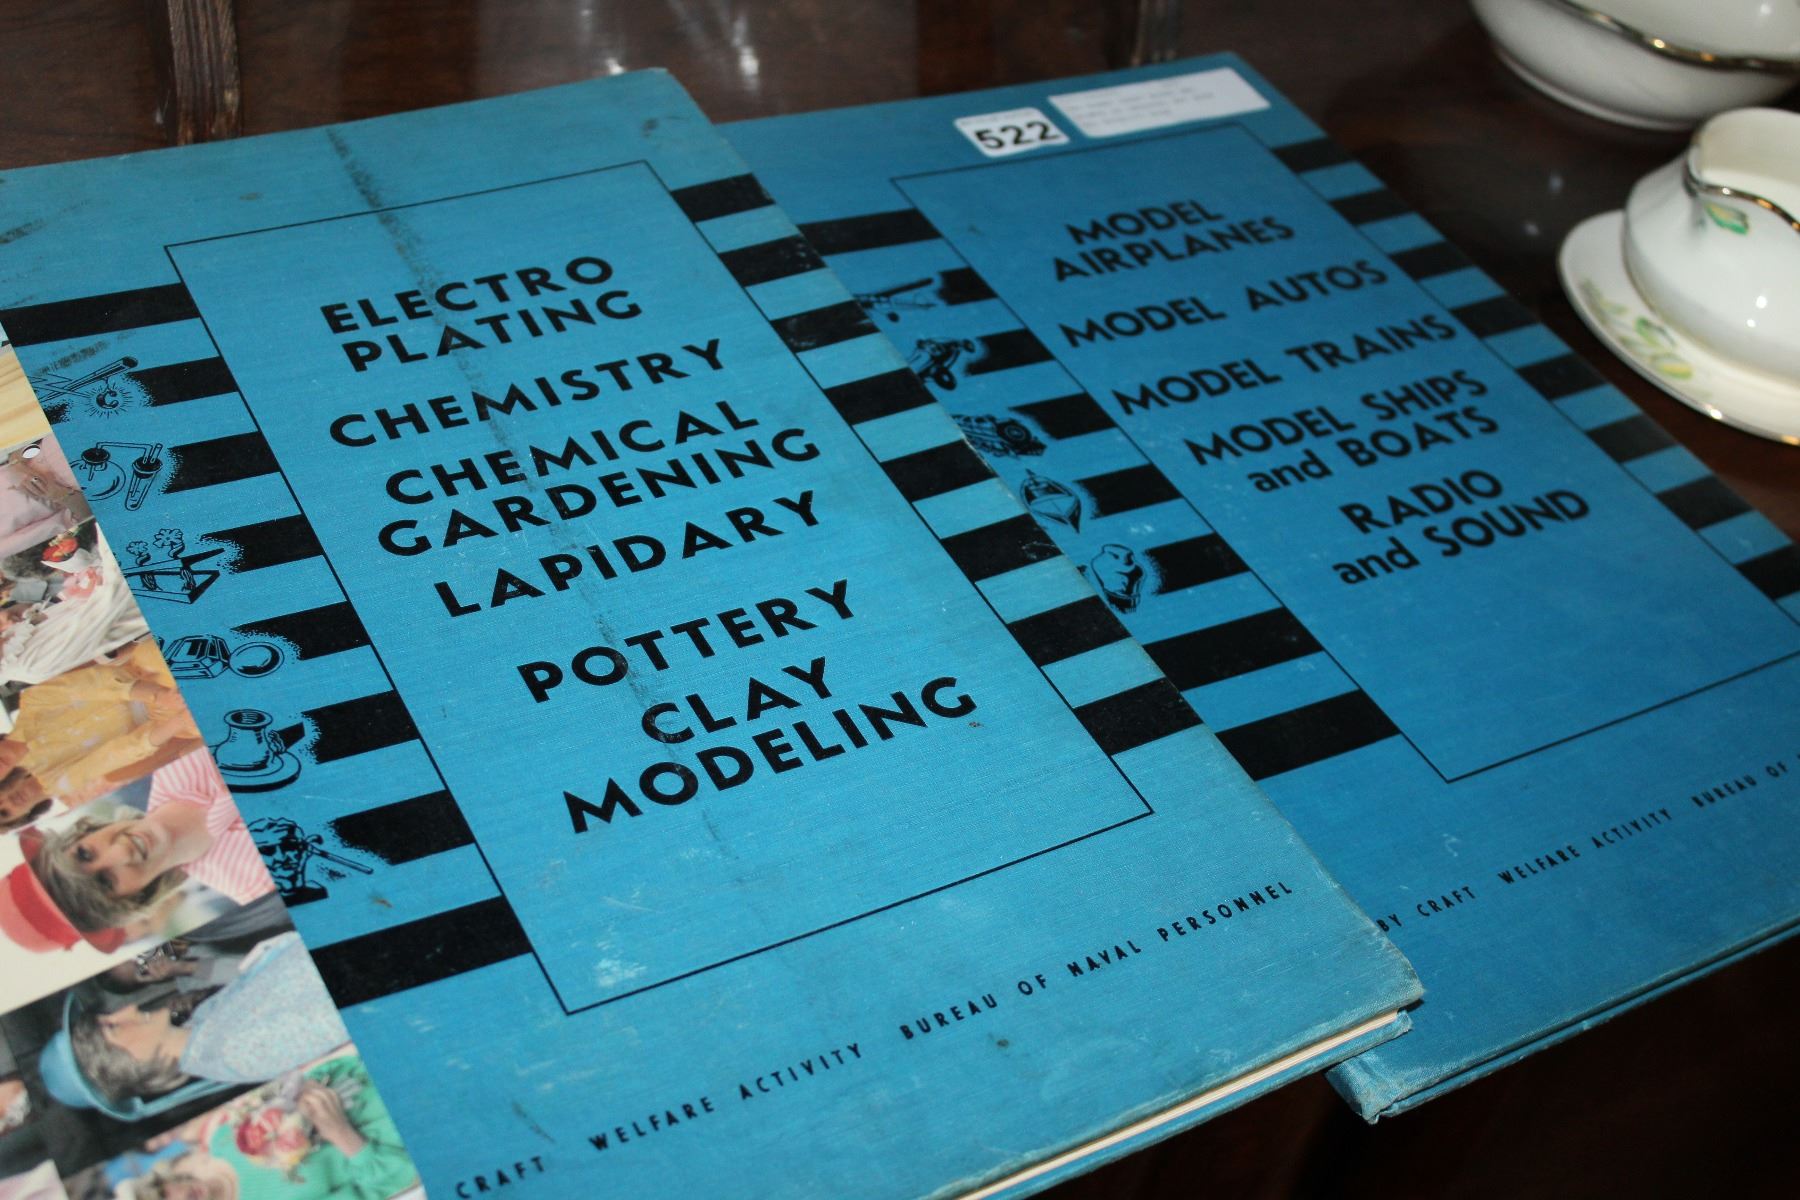 ELECTRO
PLATING
CHEMISTRY
CHEMICAL
GARDENING
LAPIDARY
POTTERY
CLAY
MODELING
CRAFT WELFARE ACTIVITY BUREAU OF NAVAL PERSONNEL
522
MODEL
AIRPLANES
MODEL AUTOS
MODEL TRAINS
MODEL SHIPS
and BOATS
RADIO
and SOUND
BY CRAFT WELFARE ACTIVITY BUREAU OF